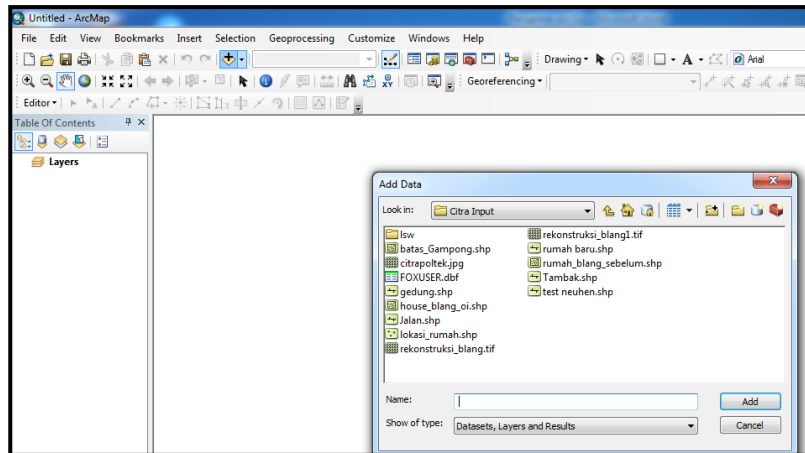 Untitled - ArcMap
File Edit View Bookmarks Insert Selection Geoprocessing Customize Windows Help
Drawing A Arial
Georeferencing
Editor
Table Of Contents
Layers
Add Data
Look in: Citra Input
lsw
batas_Gampong.shp
citrapoltek.jpg
FOXUSER.dbf
gedung.shp
house_blang_oi.shp
Jalan.shp
lokasi_rumah.shp
rekonstruksi_blang.tif
rekonstruksi_blang1.tif
rumah baru.shp
rumah_blang_sebelum.shp
Tambak.shp
test neuhen.shp
Name:
Add
Show of type: Datasets, Layers and Results
Cancel